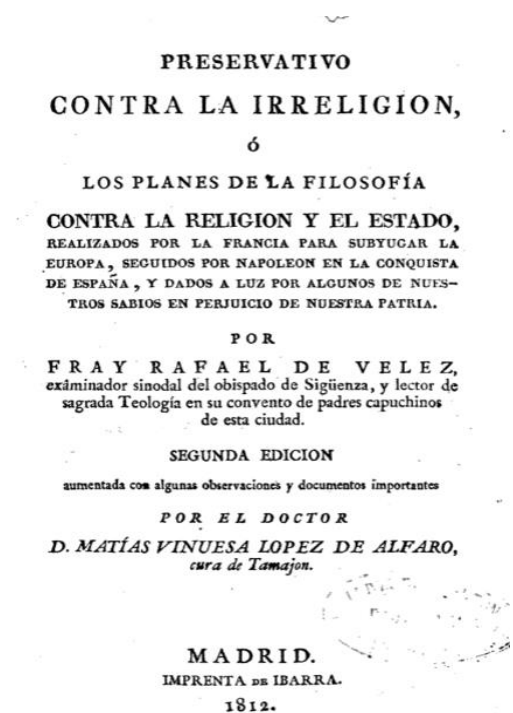 PRESERVATIVO
CONTRA LA IRRELIGION,
ó
LOS PLANES DE LA FILOSOFÍA
CONTRA LA RELIGION Y EL ESTADO,
REALIZADOS POR LA FRANCIA PARA SUBYUGAR LA
EUROPA, SEGUIDOS POR NAPOLEON EN LA CONQUISTA
DE ESPAÑA, Y DADOS A LUZ POR ALGUNOS DE NUES-
TROS SABIOS EN PERJUICIO DE NUESTRA PATRIA.
POR
FRAY RAFAEL DE VELEZ,
exâminador sinodal del obispado de Sigüenza, y lector de
sagrada Teología en su convento de padres capuchinos
de esta ciudad.
SEGUNDA EDICION
aumentada con algunas observaciones y documentos importantes
POR EL DOCTOR
D. MATÍAS VINUESA LOPEZ DE ALFARO,
cura de Tamajon.
MADRID.
IMPRENTA DE IBARRA.
1812.